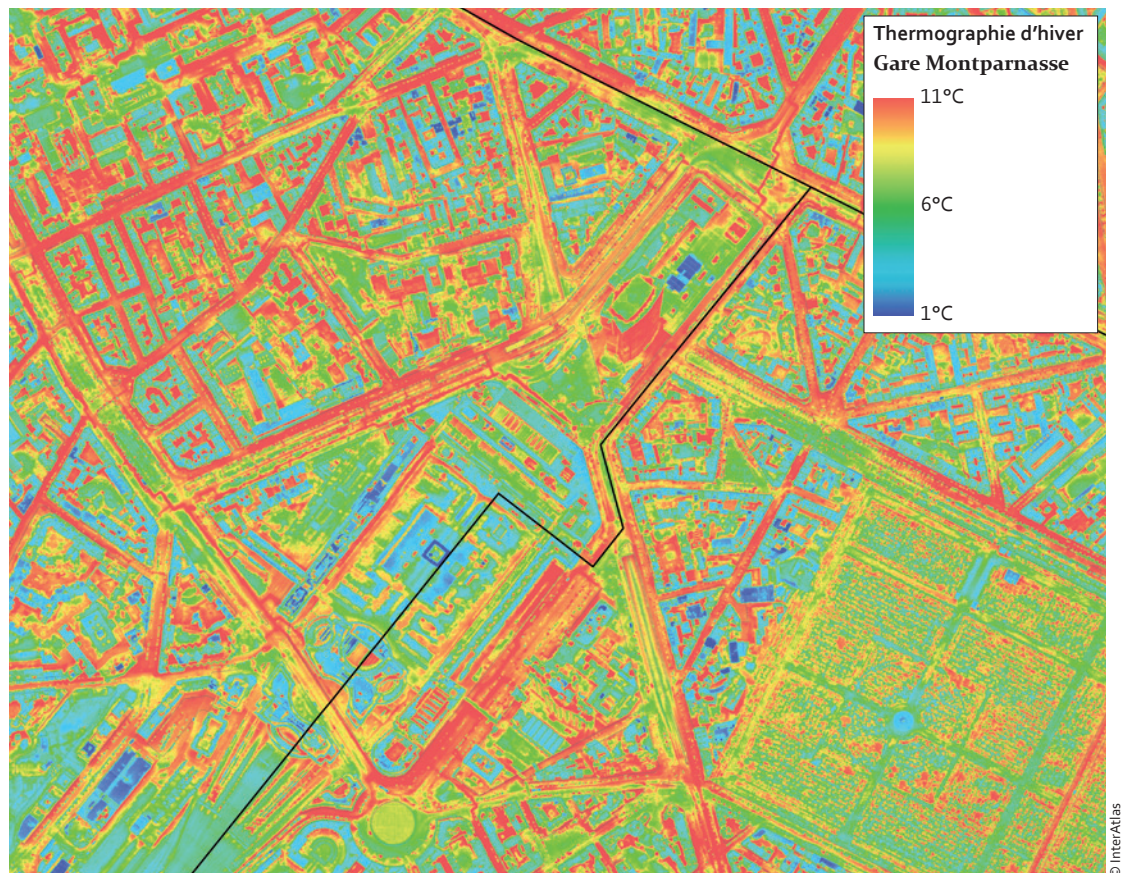 Thermographie d'hiver
Gare Montparnasse
11°C
6°C
1°C
© InterAtlas